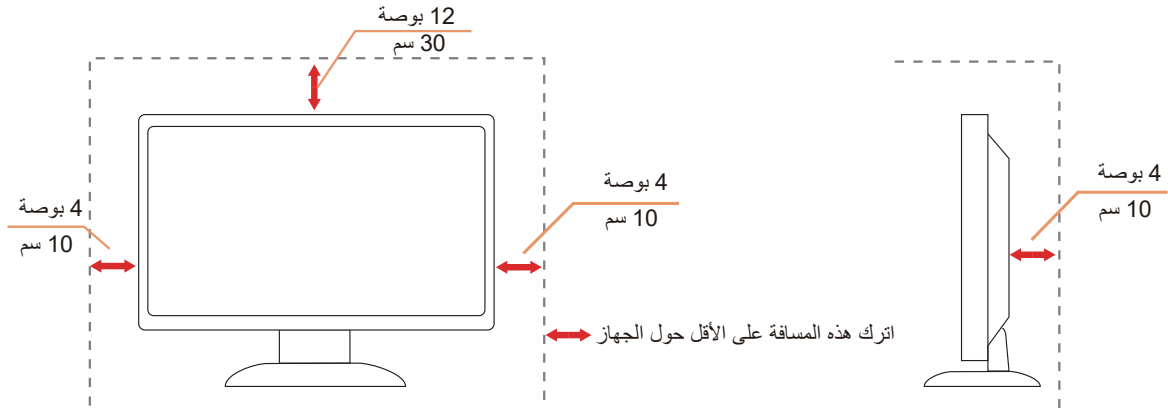 12 بوصة
30 سم
4 بوصة
10 سم
4 بوصة
10 سم
4 بوصة
10 سم
اترك هذه المسافة على الأقل حول الجهاز